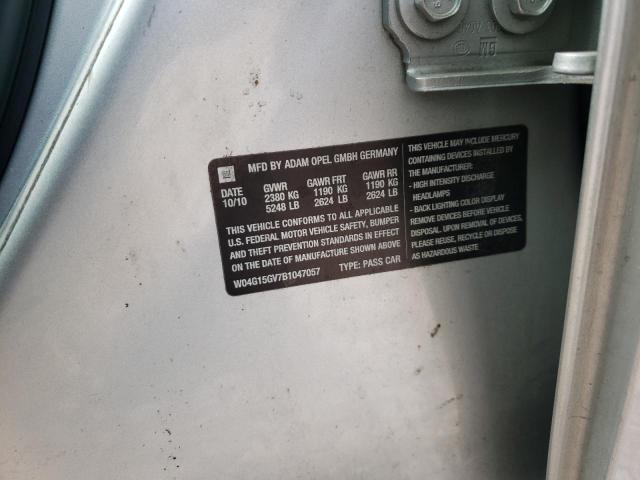 MFD BY ADAM OPEL GMBH GERMANY
DATE GVWR GAWR FRT GAWR RR
10/10 2380 KG 1190 KG 1190 KG
5248 LB 2624 LB 2624 LB
THIS VEHICLE CONFORMS TO ALL APPLICABLE
U.S. FEDERAL MOTOR VEHICLE SAFETY, BUMPER
AND THEFT PREVENTION STANDARDS IN EFFECT
ON THE DATE OF MANUFACTURE SHOWN ABOVE
W04G15GV7B1047057 TYPE: PASS CAR
THIS VEHICLE MAY INCLUDE MERCURY
CONTAINING DEVICES INSTALLED BY
THE MANUFACTURER:
- HIGH INTENSITY DISCHARGE
HEADLAMPS
- BACK LIGHTING COLOR DISPLAY
REMOVE DEVICES BEFORE VEHICLE
DISPOSAL. UPON REMOVAL OF DEVICES
PLEASE REUSE, RECYCLE OR DISPOSE
AS HAZARDOUS WASTE
GM